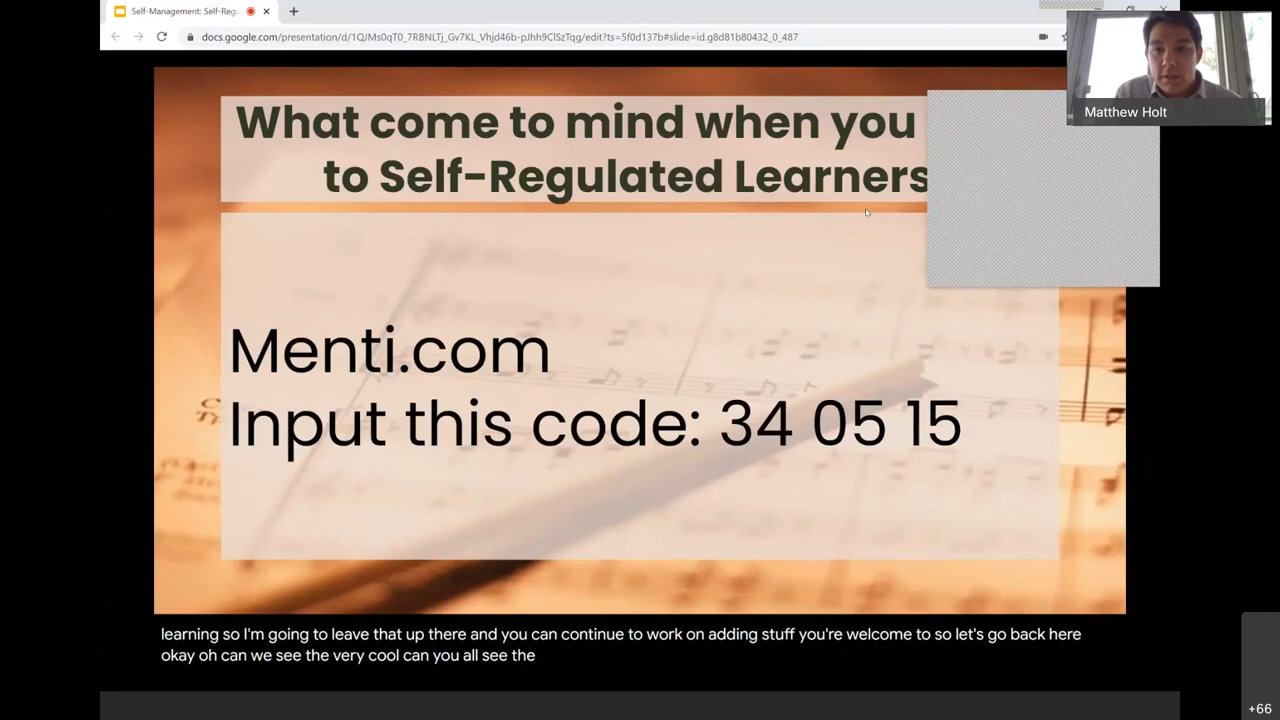 Self-Management: Self-Regu
docs.google.com/presentation/d/1QJMs0qT0_7RBNLTj_Gv7KL_Vhjd46b-pJhh9ClSzTqg/edit?ts=5f0d137b#slide=id.g8d81b80432_0_487
Matthew Holt
What come to mind when you
to Self-Regulated Learners
Menti.com
Input this code: 34 05 15
learning so I'm going to leave that up there and you can continue to work on adding stuff you're welcome to so let's go back here
okay oh can we see the very cool can you all see the
+66